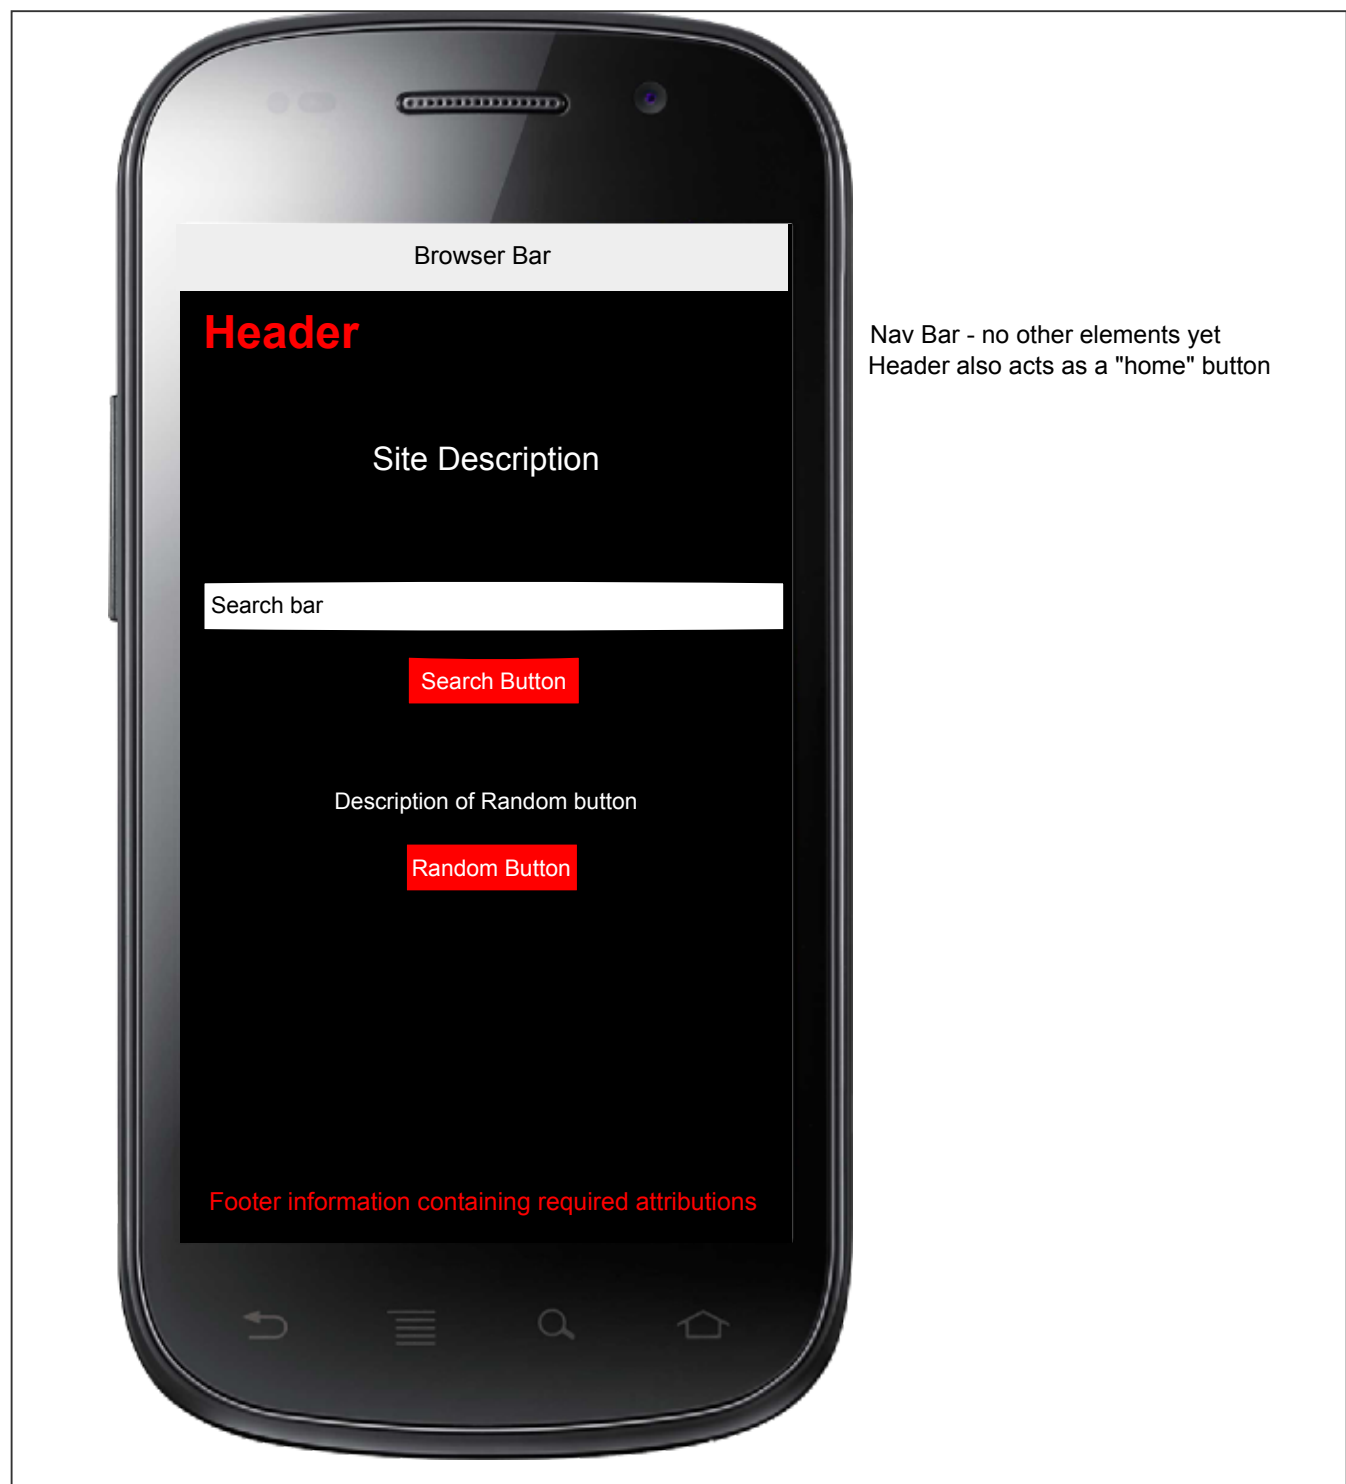 Browser Bar
Header
Nav Bar - no other elements yet
Header also acts as a "home" button
Site Description
Search bar
Search Button
Description of Random button
Random Button
Footer information containing required attributions